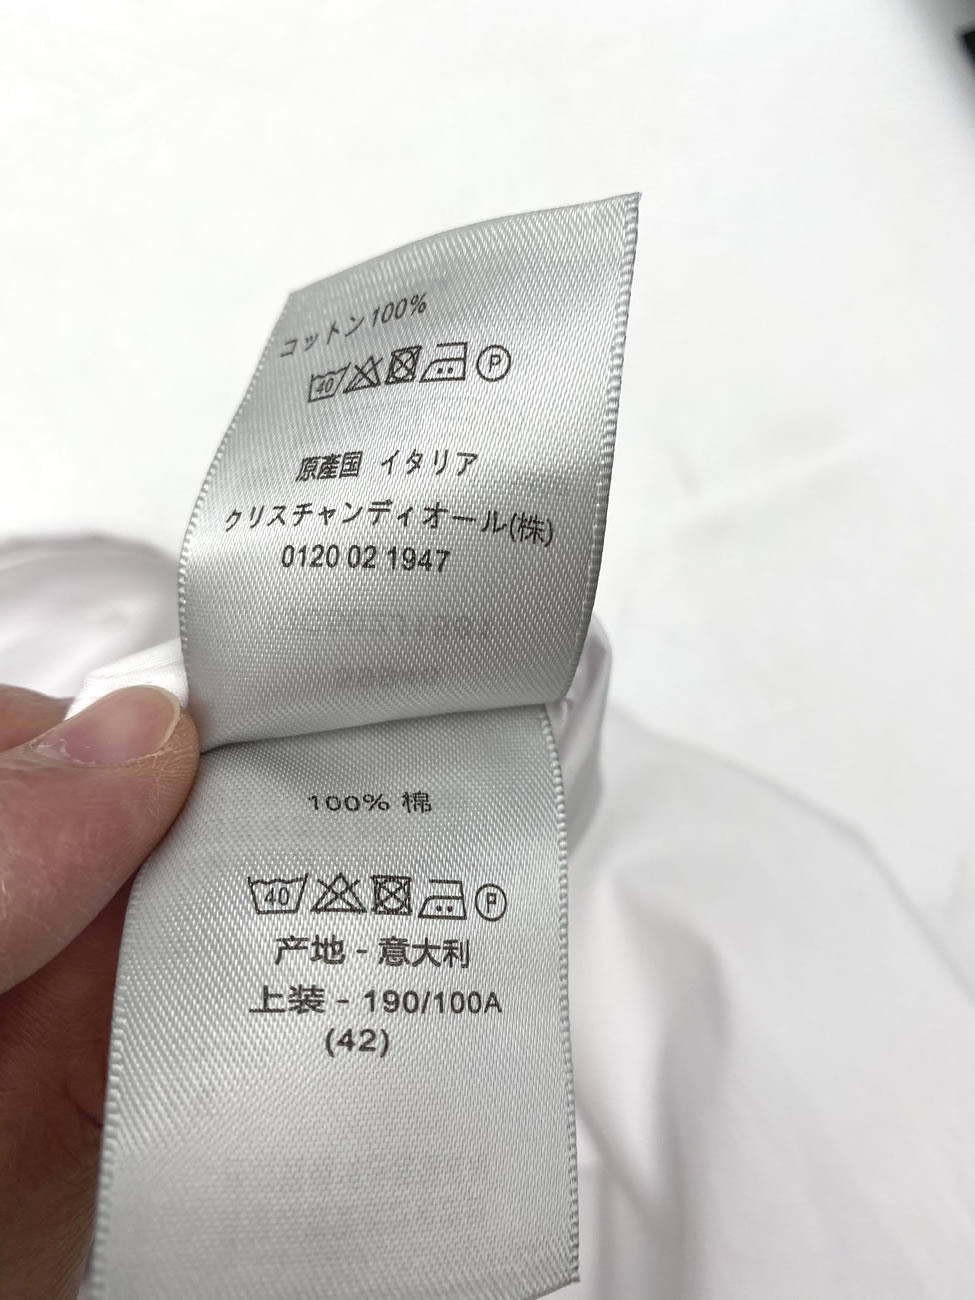 コットン100%
40 P
原産国 イタリア
クリスチャンディオール(株)
0120 02 1947
100% 棉
40 P
产地 - 意大利
上装 - 190/100A
(42)